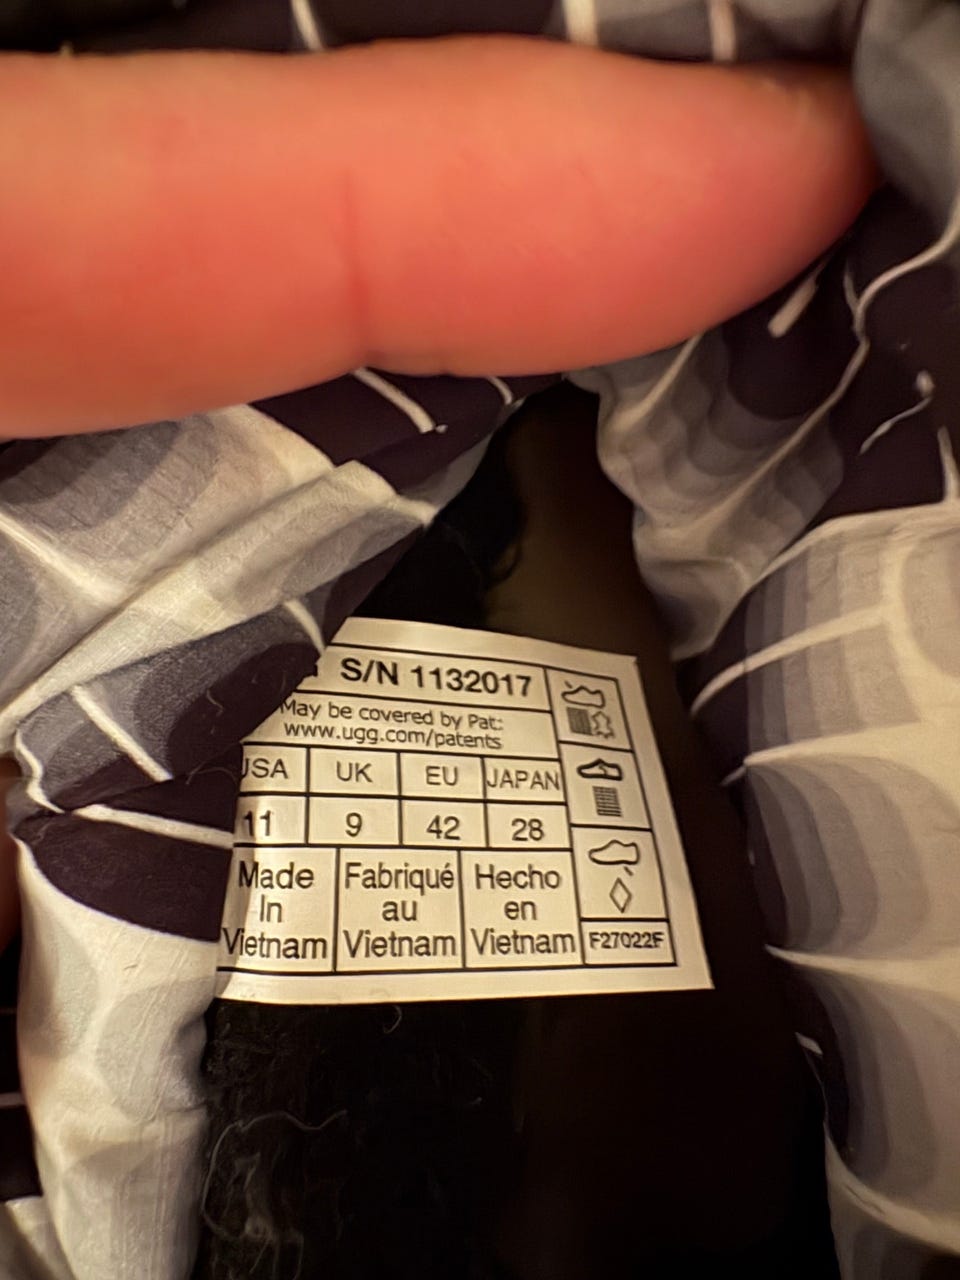 S/N 1132017
May be covered by Pat:
www.ugg.com/patents
USA UK EU JAPAN
11 9 42 28
Made In Vietnam
Fabriqué au Vietnam
Hecho en Vietnam
F27022F